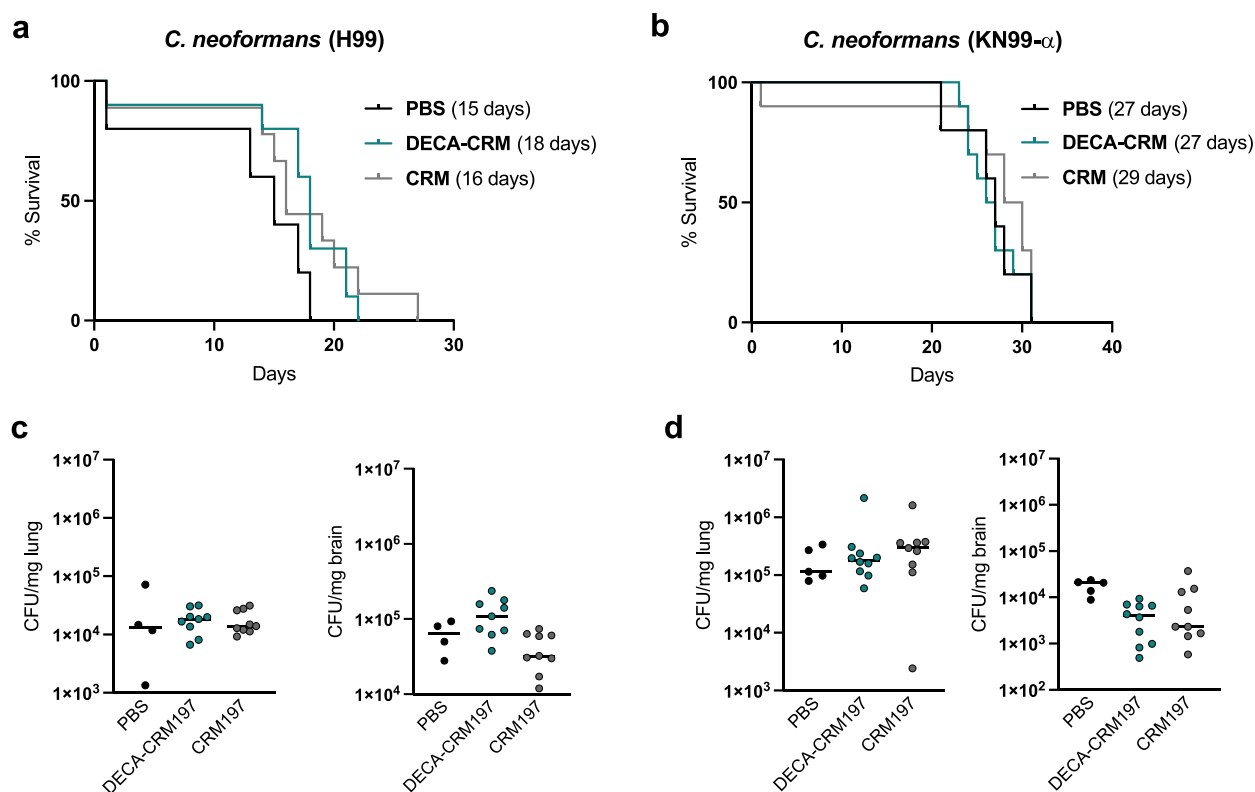 a
C. neoformans (H99)
100
50
0
% Survival
0 10 20 30
Days
PBS (15 days)
DECA-CRM (18 days)
CRM (16 days)
b
C. neoformans (KN99-α)
100
50
0
% Survival
0 10 20 30 40
Days
PBS (27 days)
DECA-CRM (27 days)
CRM (29 days)
c
1×10⁷
1×10⁶
1×10⁵
1×10⁴
1×10³
CFU/mg lung
PBS
DECA-CRM197
CRM197
1×10⁷
1×10⁶
1×10⁵
1×10⁴
CFU/mg brain
PBS
DECA-CRM197
CRM197
d
1×10⁷
1×10⁶
1×10⁵
1×10⁴
1×10³
CFU/mg lung
PBS
DECA-CRM197
CRM197
1×10⁷
1×10⁶
1×10⁵
1×10⁴
1×10³
1×10²
CFU/mg brain
PBS
DECA-CRM197
CRM197